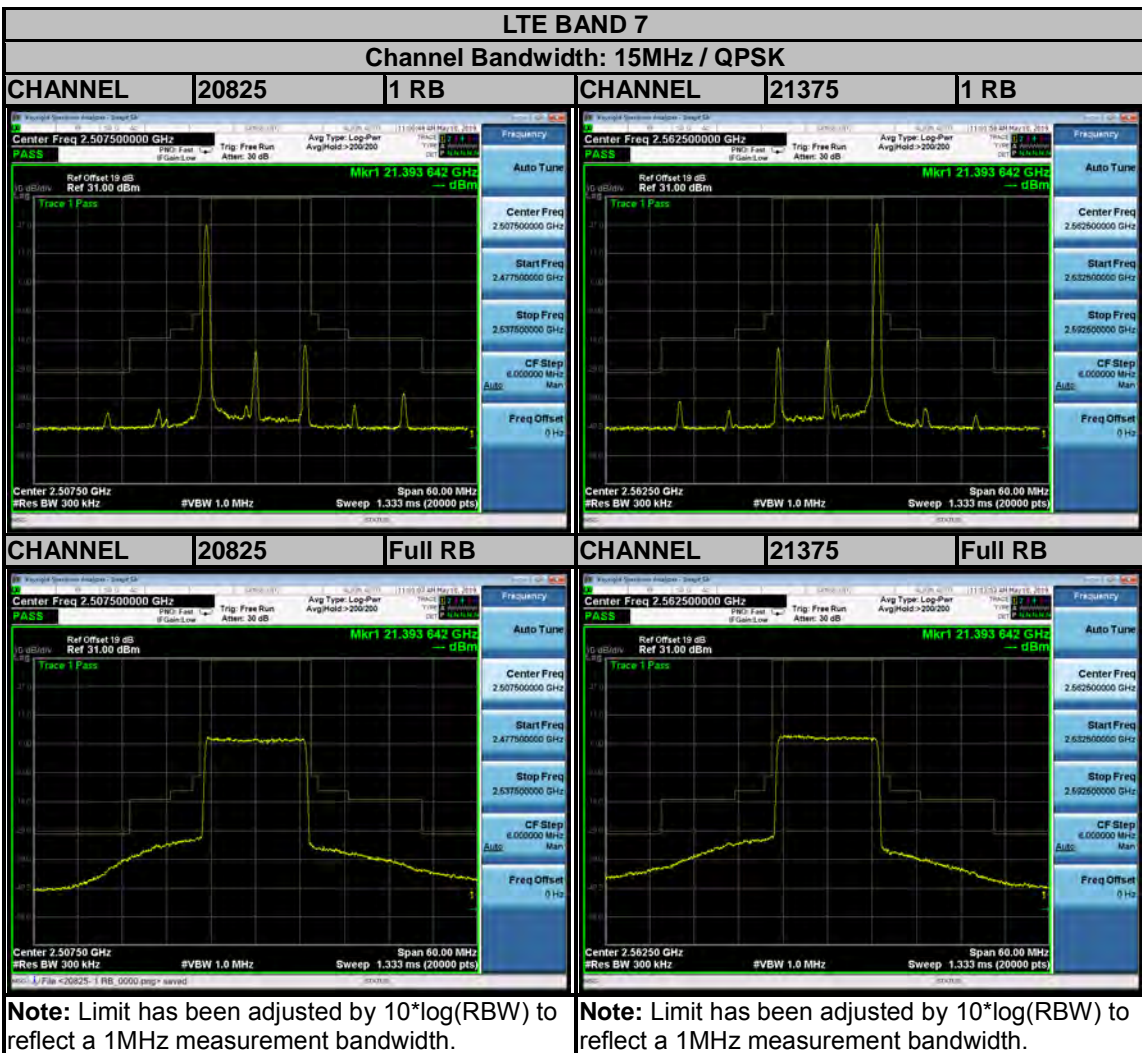 LTE BAND 7
Channel Bandwidth: 15MHz / QPSK
CHANNEL 20825 1 RB CHANNEL 21375 1 RB
Center Freq 2.507500000 GHz
PASS
PNO: Fast
IFGain:Low
Trig: Free Run
Atten: 30 dB
Avg Type: Log-Pwr
Avg|Hold:>200/200
Frequency
Ref Offset 19 dB
Ref 31.00 dBm
Mkr1 21.393 642 GHz
--- dBm
Trace 1 Pass
Auto Tune
Center Freq
2.507500000 GHz
Start Freq
2.477500000 GHz
Stop Freq
2.537500000 GHz
CF Step
6.000000 MHz
Auto Man
Freq Offset
0 Hz
Center 2.50750 GHz
#Res BW 300 kHz
#VBW 1.0 MHz
Span 60.00 MHz
Sweep 1.333 ms (20000 pts)
Center Freq 2.562500000 GHz
PASS
PNO: Fast
IFGain:Low
Trig: Free Run
Atten: 30 dB
Avg Type: Log-Pwr
Avg|Hold:>200/200
Frequency
Ref Offset 19 dB
Ref 31.00 dBm
Mkr1 21.393 642 GHz
--- dBm
Trace 1 Pass
Auto Tune
Center Freq
2.562500000 GHz
Start Freq
2.532500000 GHz
Stop Freq
2.592500000 GHz
CF Step
6.000000 MHz
Auto Man
Freq Offset
0 Hz
Center 2.56250 GHz
#Res BW 300 kHz
#VBW 1.0 MHz
Span 60.00 MHz
Sweep 1.333 ms (20000 pts)
CHANNEL 20825 Full RB CHANNEL 21375 Full RB
Center Freq 2.507500000 GHz
PASS
PNO: Fast
IFGain:Low
Trig: Free Run
Atten: 30 dB
Avg Type: Log-Pwr
Avg|Hold:>200/200
Frequency
Ref Offset 19 dB
Ref 31.00 dBm
Mkr1 21.393 642 GHz
--- dBm
Trace 1 Pass
Auto Tune
Center Freq
2.507500000 GHz
Start Freq
2.477500000 GHz
Stop Freq
2.537500000 GHz
CF Step
6.000000 MHz
Auto Man
Freq Offset
0 Hz
Center 2.50750 GHz
#Res BW 300 kHz
#VBW 1.0 MHz
Span 60.00 MHz
Sweep 1.333 ms (20000 pts)
File <20825- 1 RB_0000.png> saved
Center Freq 2.562500000 GHz
PASS
PNO: Fast
IFGain:Low
Trig: Free Run
Atten: 30 dB
Avg Type: Log-Pwr
Avg|Hold:>200/200
Frequency
Ref Offset 19 dB
Ref 31.00 dBm
Mkr1 21.393 642 GHz
--- dBm
Trace 1 Pass
Auto Tune
Center Freq
2.562500000 GHz
Start Freq
2.532500000 GHz
Stop Freq
2.592500000 GHz
CF Step
6.000000 MHz
Auto Man
Freq Offset
0 Hz
Center 2.56250 GHz
#Res BW 300 kHz
#VBW 1.0 MHz
Span 60.00 MHz
Sweep 1.333 ms (20000 pts)
Note: Limit has been adjusted by 10*log(RBW) to
reflect a 1MHz measurement bandwidth.
Note: Limit has been adjusted by 10*log(RBW) to
reflect a 1MHz measurement bandwidth.